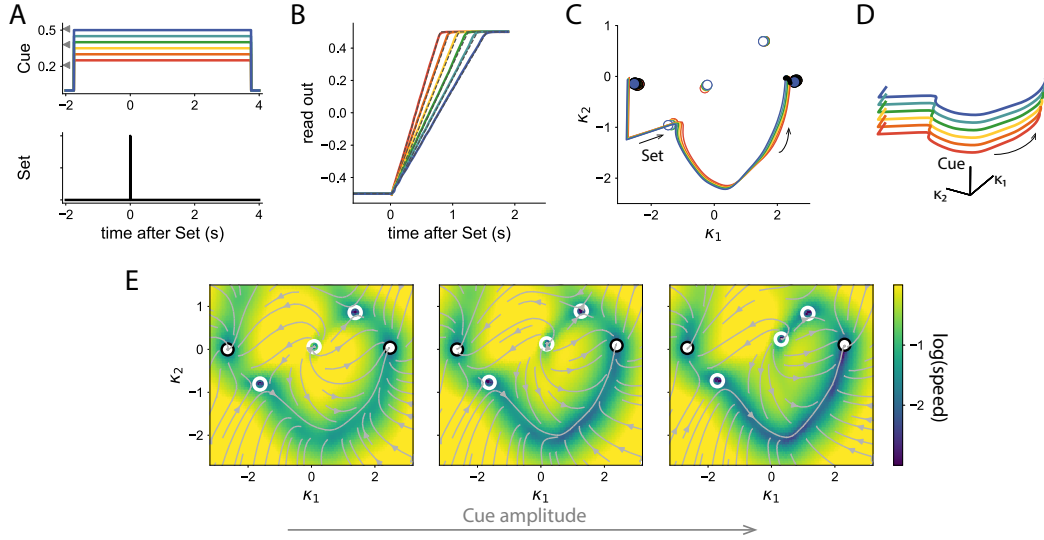 A
0.5
0.2
Cue
−2 0 2 4
Set
−2 0 2 4
time after Set (s)
B
0.4
0.2
0.0
−0.2
−0.4
read out
0 1 2
time after Set (s)
C
0
−1
−2
κ2
Set
−2 0 2
κ1
D
Cue
κ2
κ1
E
1
0
−1
−2
κ2
−2 0 2
κ1
−2 0 2
κ1
−2 0 2
κ1
−1
−2
log(speed)
Cue amplitude